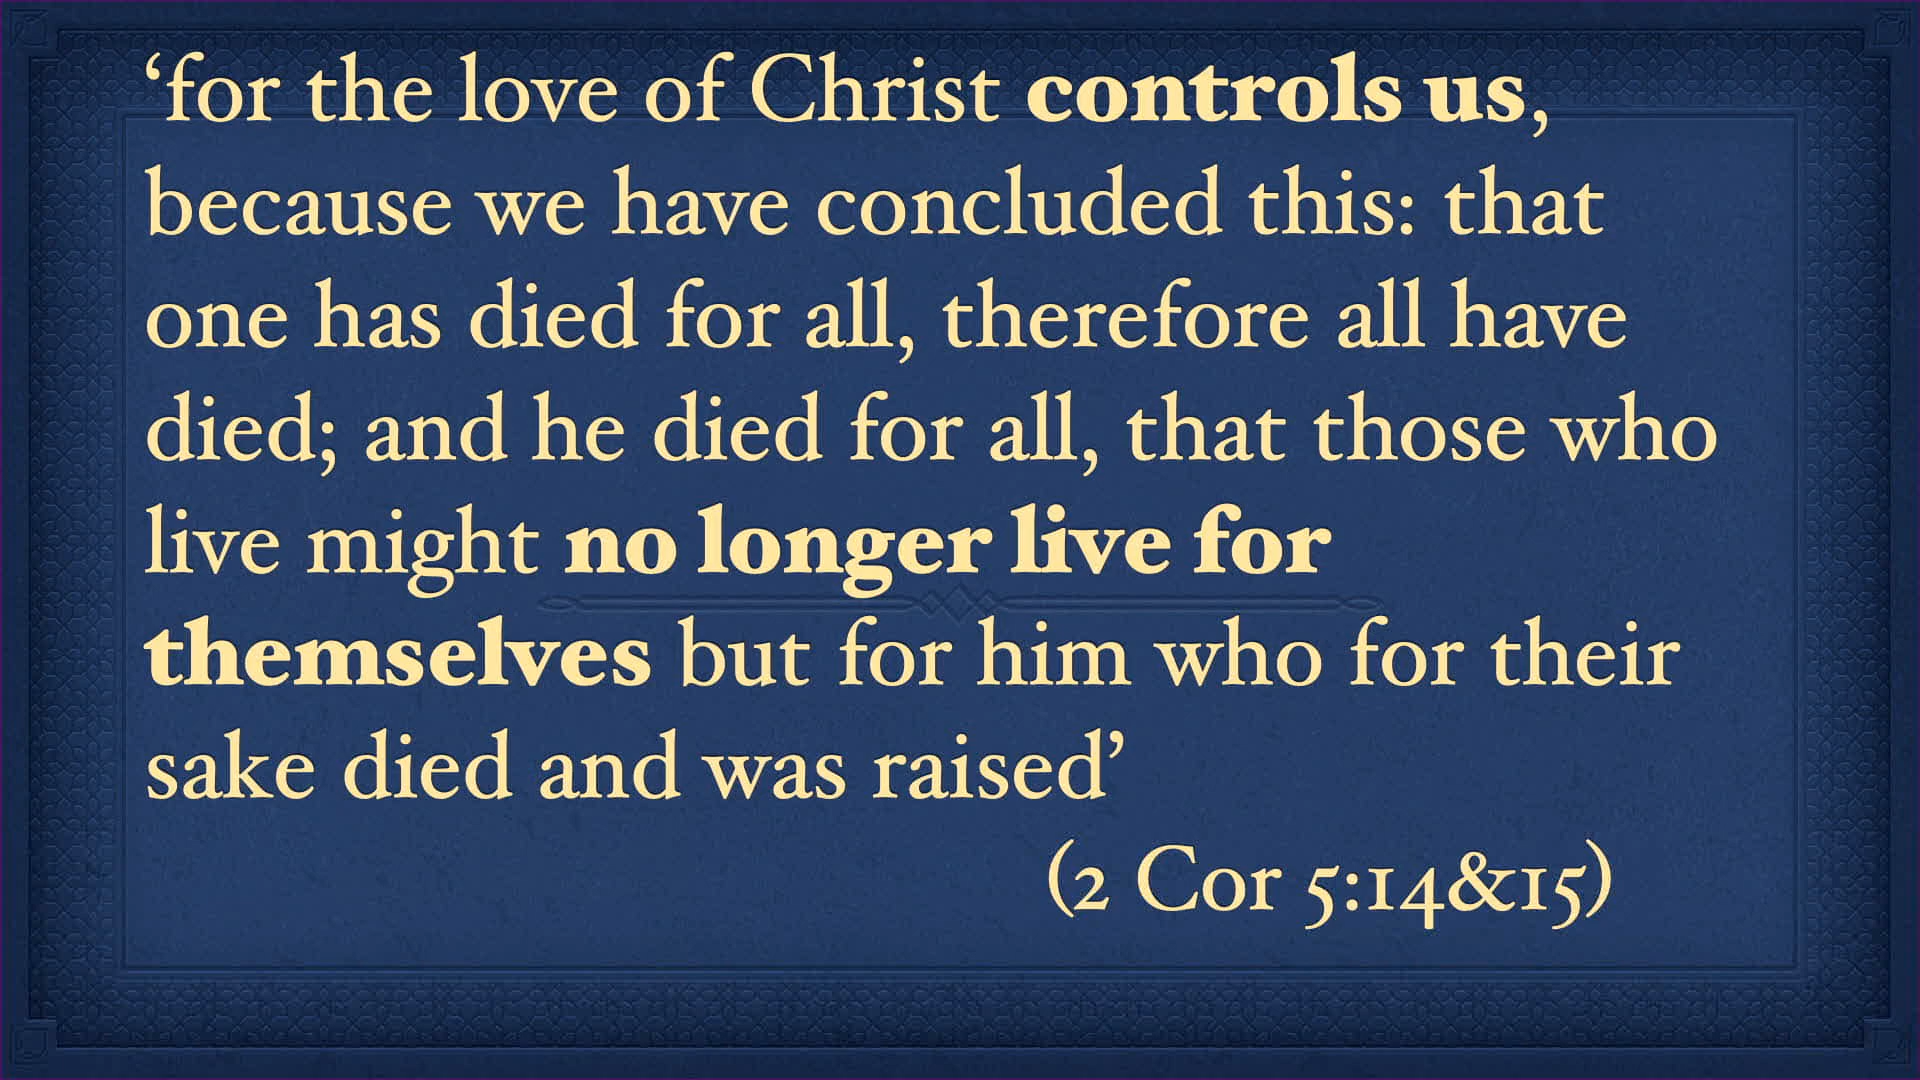 ‘for the love of Christ controls us,
because we have concluded this: that
one has died for all, therefore all have
died; and he died for all, that those who
live might no longer live for
themselves but for him who for their
sake died and was raised’
(2 Cor 5:14&15)